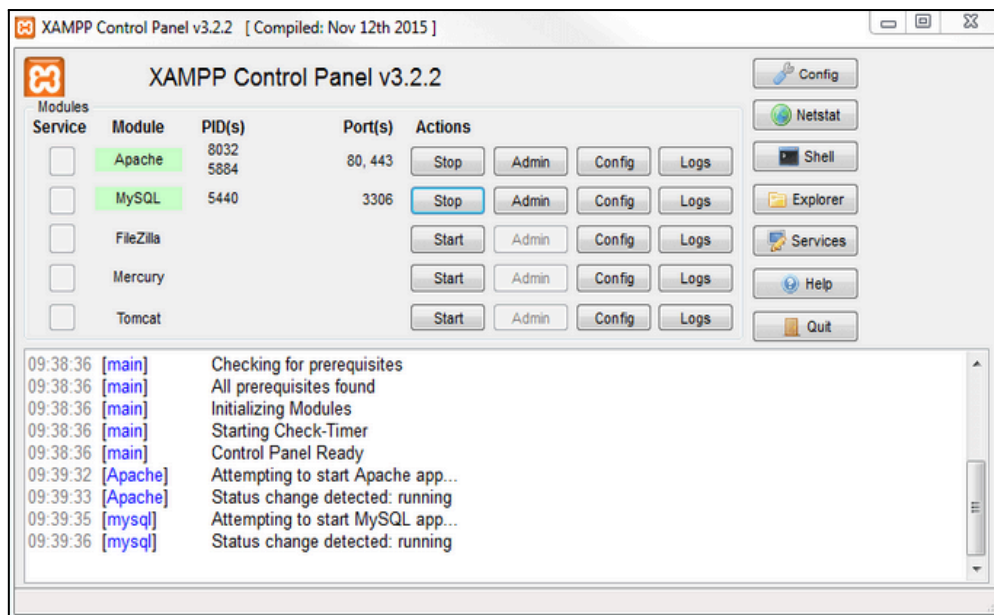 XAMPP Control Panel v3.2.2 [ Compiled: Nov 12th 2015 ]
XAMPP Control Panel v3.2.2
Config
Modules
Service Module PID(s) Port(s) Actions
Netstat
Apache 8032 5884 80, 443 Stop Admin Config Logs
Shell
MySQL 5440 3306 Stop Admin Config Logs
Explorer
FileZilla Start Admin Config Logs
Services
Mercury Start Admin Config Logs
Help
Tomcat Start Admin Config Logs
Quit
09:38:36 [main] Checking for prerequisites
09:38:36 [main] All prerequisites found
09:38:36 [main] Initializing Modules
09:38:36 [main] Starting Check-Timer
09:38:36 [main] Control Panel Ready
09:39:32 [Apache] Attempting to start Apache app...
09:39:33 [Apache] Status change detected: running
09:39:35 [mysql] Attempting to start MySQL app...
09:39:36 [mysql] Status change detected: running